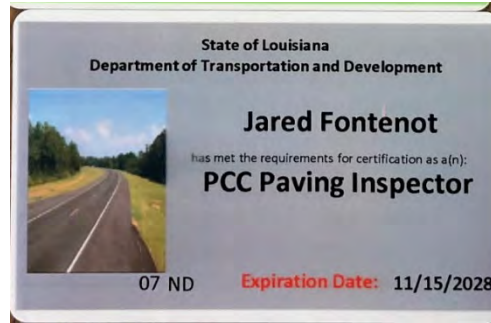 State of Louisiana
Department of Transportation and Development
Jared Fontenot
has met the requirements for certification as a(n):
PCC Paving Inspector
07 ND Expiration Date: 11/15/2028